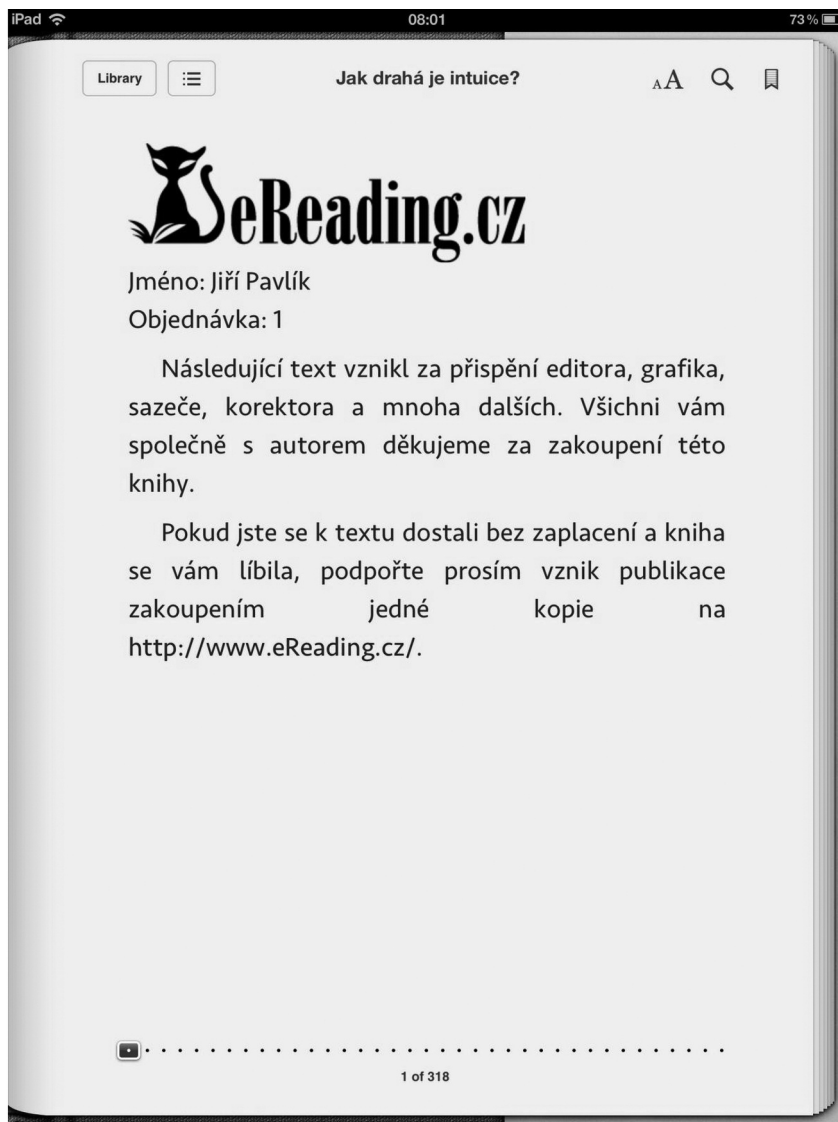 iPad 08:01 73%
Library Jak drahá je intuice? AA
eReading.cz
Jméno: Jiří Pavlík
Objednávka: 1
Následující text vznikl za přispění editora, grafika,
sazeče, korektora a mnoha dalších. Všichni vám
společně s autorem děkujeme za zakoupení této
knihy.
Pokud jste se k textu dostali bez zaplacení a kniha
se vám líbila, podpořte prosím vznik publikace
zakoupením jedné kopie na
http://www.eReading.cz/.
1 of 318